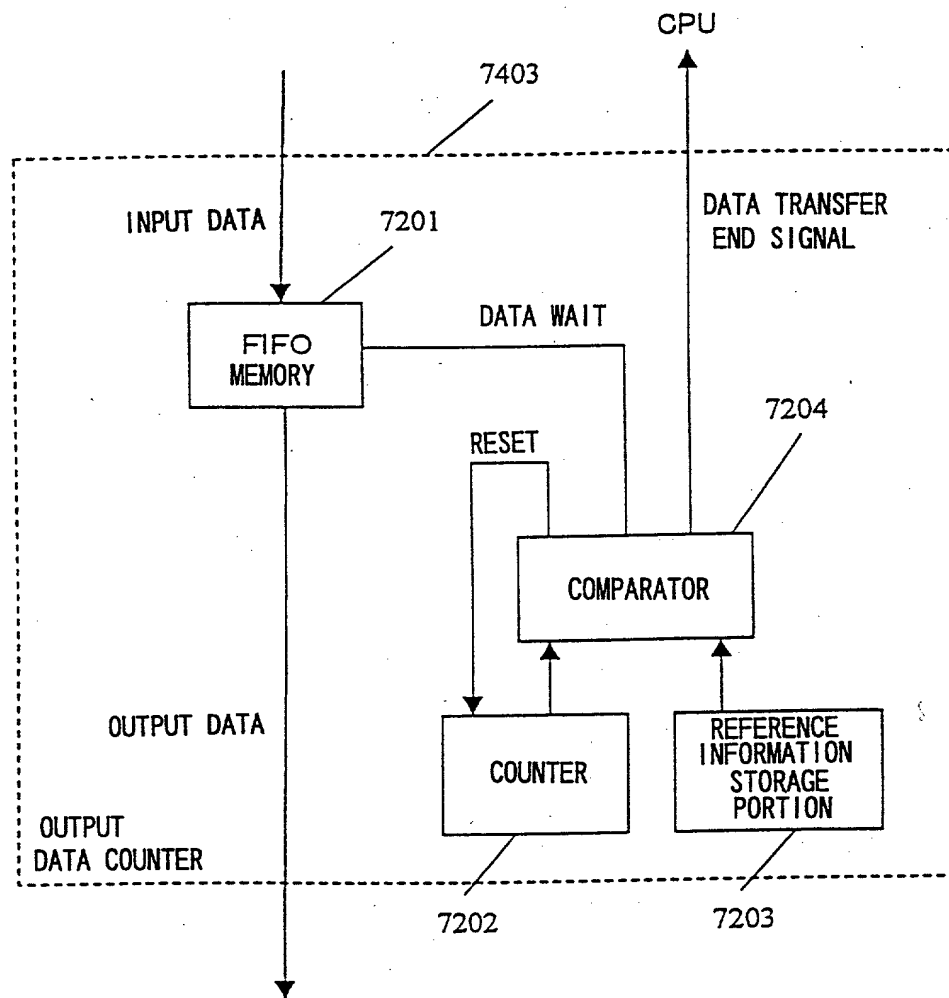 CPU
7403
INPUT DATA
7201
DATA TRANSFER
END SIGNAL
FIFO
MEMORY
DATA WAIT
7204
RESET
COMPARATOR
OUTPUT DATA
COUNTER
REFERENCE
INFORMATION
STORAGE
PORTION
OUTPUT
DATA COUNTER
7202
7203